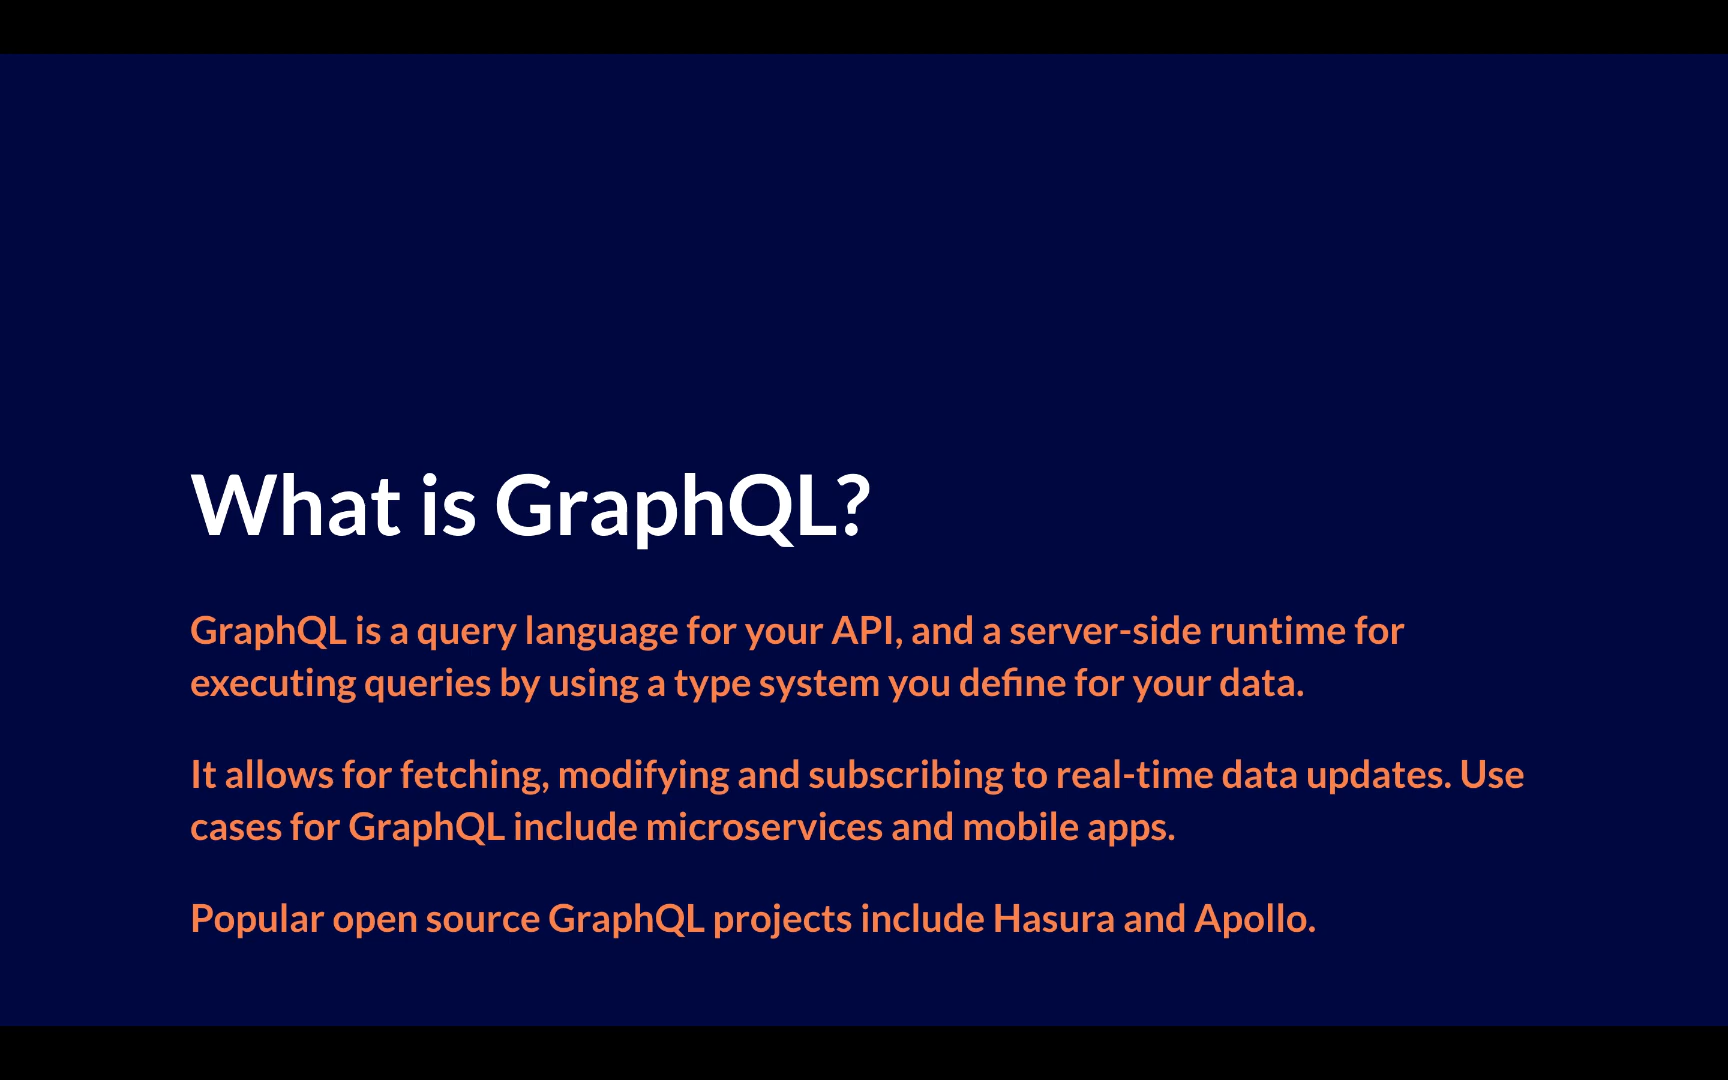 What is GraphQL?
GraphQL is a query language for your API, and a server-side runtime for
executing queries by using a type system you define for your data.
It allows for fetching, modifying and subscribing to real-time data updates. Use
cases for GraphQL include microservices and mobile apps.
Popular open source GraphQL projects include Hasura and Apollo.